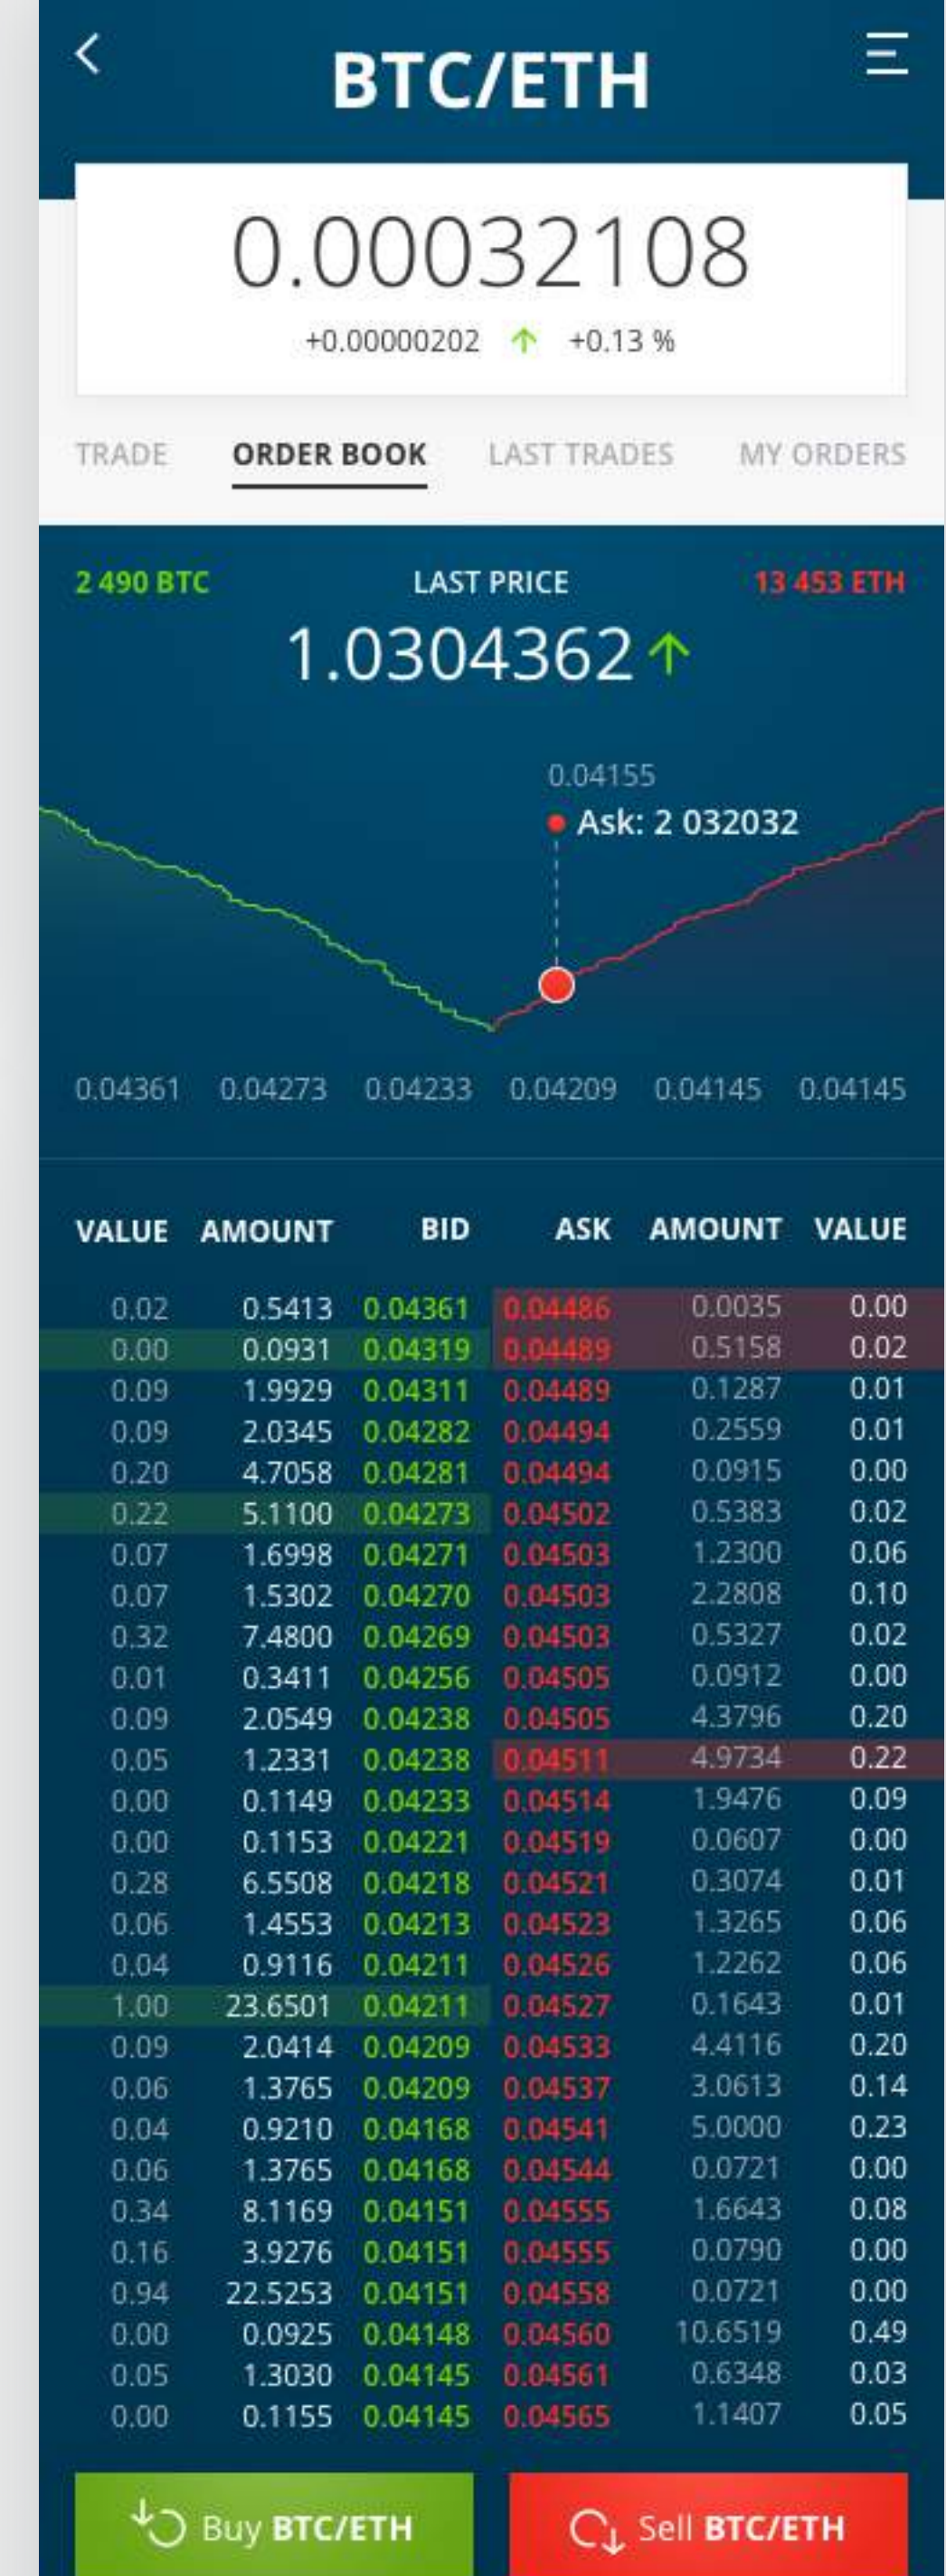 BTC/ETH
0.00032108
+0.00000202 +0.13 %
TRADE ORDER BOOK LAST TRADES MY ORDERS
2 490 BTC LAST PRICE 13 453 ETH
1.0304362
0.04155
Ask: 2 032032
0.04361 0.04273 0.04233 0.04209 0.04145 0.04145
VALUE AMOUNT BID ASK AMOUNT VALUE
0.02 0.5413 0.04361 0.04486 0.0035 0.00
0.00 0.0931 0.04319 0.04489 0.5158 0.02
0.09 1.9929 0.04311 0.04489 0.1287 0.01
0.09 2.0345 0.04282 0.04494 0.2559 0.01
0.20 4.7058 0.04281 0.04494 0.0915 0.00
0.22 5.1100 0.04273 0.04502 0.5383 0.02
0.07 1.6998 0.04271 0.04503 1.2300 0.06
0.07 1.5302 0.04270 0.04503 2.2808 0.10
0.32 7.4800 0.04269 0.04503 0.5327 0.02
0.01 0.3411 0.04256 0.04505 0.0912 0.00
0.09 2.0549 0.04238 0.04505 4.3796 0.20
0.05 1.2331 0.04238 0.04511 4.9734 0.22
0.00 0.1149 0.04233 0.04514 1.9476 0.09
0.00 0.1153 0.04221 0.04519 0.0607 0.00
0.28 6.5508 0.04218 0.04521 0.3074 0.01
0.06 1.4553 0.04213 0.04523 1.3265 0.06
0.04 0.9116 0.04211 0.04526 1.2262 0.06
1.00 23.6501 0.04211 0.04527 0.1643 0.01
0.09 2.0414 0.04209 0.04533 4.4116 0.20
0.06 1.3765 0.04209 0.04537 3.0613 0.14
0.04 0.9210 0.04168 0.04541 5.0000 0.23
0.06 1.3765 0.04168 0.04544 0.0721 0.00
0.34 8.1169 0.04151 0.04555 1.6643 0.08
0.16 3.9276 0.04151 0.04555 0.0790 0.00
0.94 22.5253 0.04151 0.04558 0.0721 0.00
0.00 0.0925 0.04148 0.04560 10.6519 0.49
0.05 1.3030 0.04145 0.04561 0.6348 0.03
0.00 0.1155 0.04145 0.04565 1.1407 0.05
Buy BTC/ETH Sell BTC/ETH